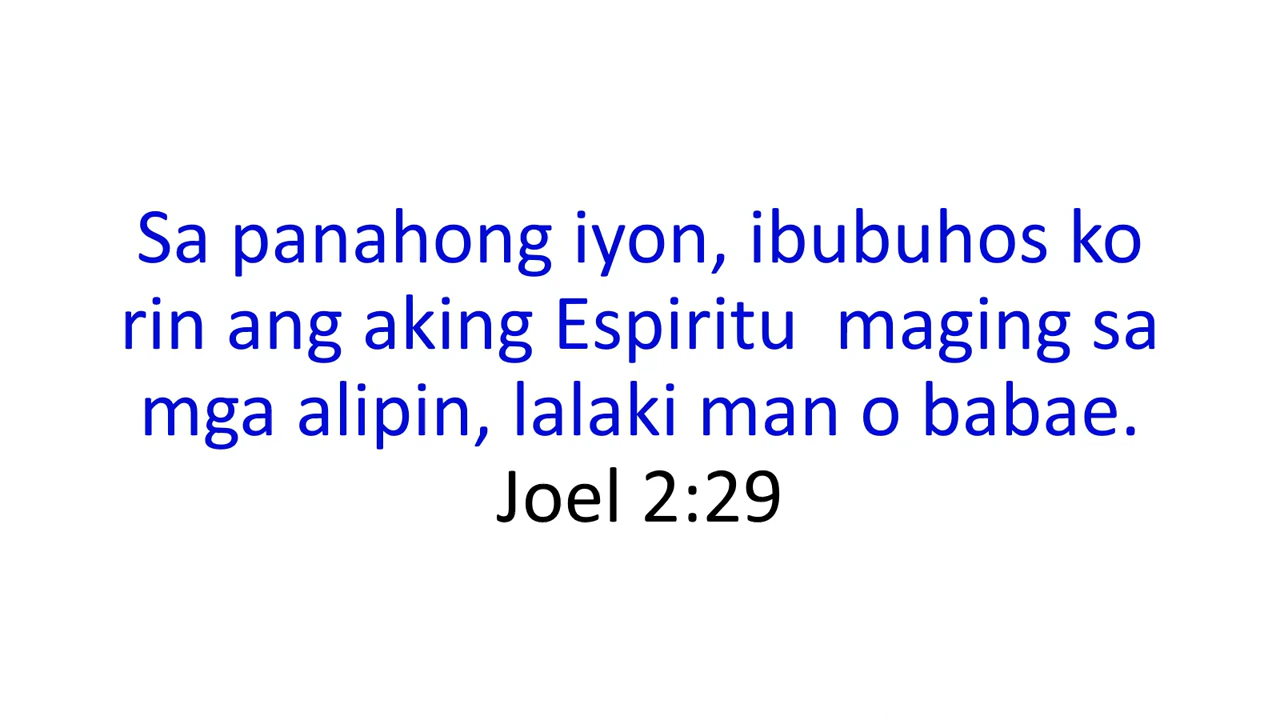 Sa panahong iyon, ibubuhos ko
rin ang aking Espiritu  maging sa
mga alipin, lalaki man o babae.
Joel 2:29